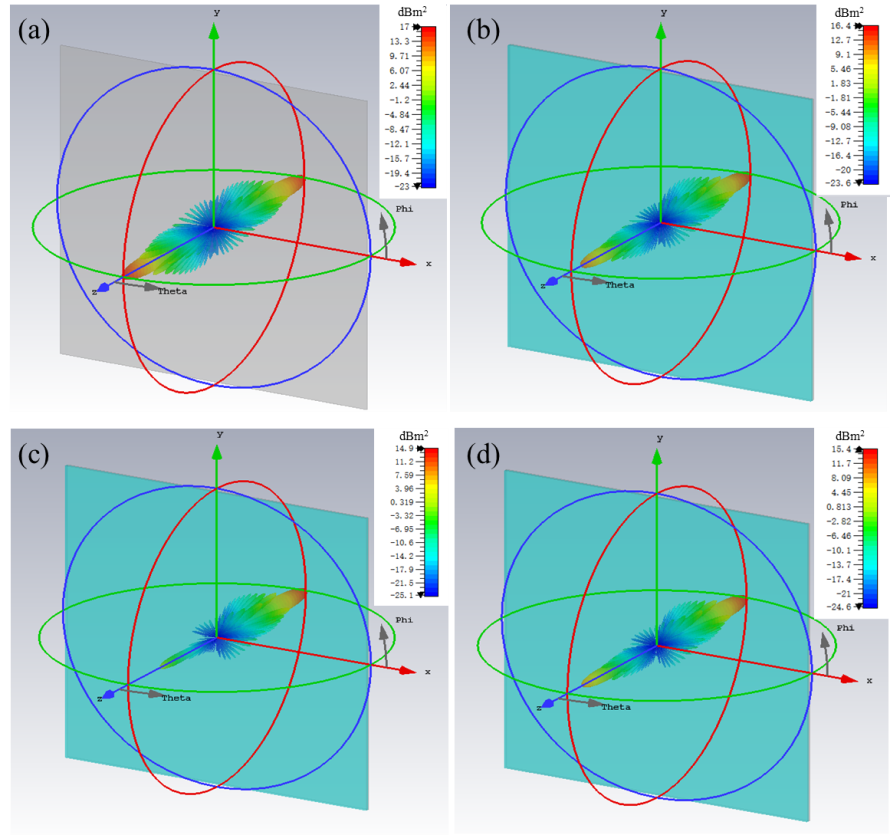 (a)
dBm²
17
13.3
9.71
6.07
2.44
-1.2
-4.84
-8.47
-12.1
-15.7
-19.4
-23
y
x
z
Phi
Theta
(b)
dBm²
16.4
12.7
9.1
5.46
1.83
-1.81
-5.44
-9.08
-12.7
-16.4
-20
-23.6
y
x
z
Phi
Theta
(c)
dBm²
14.9
11.2
7.59
3.96
0.319
-3.32
-6.95
-10.6
-14.2
-17.9
-21.5
-25.1
y
x
z
Phi
Theta
(d)
dBm²
15.4
11.7
8.09
4.45
0.813
-2.82
-6.46
-10.1
-13.7
-17.4
-21
-24.6
y
x
z
Phi
Theta